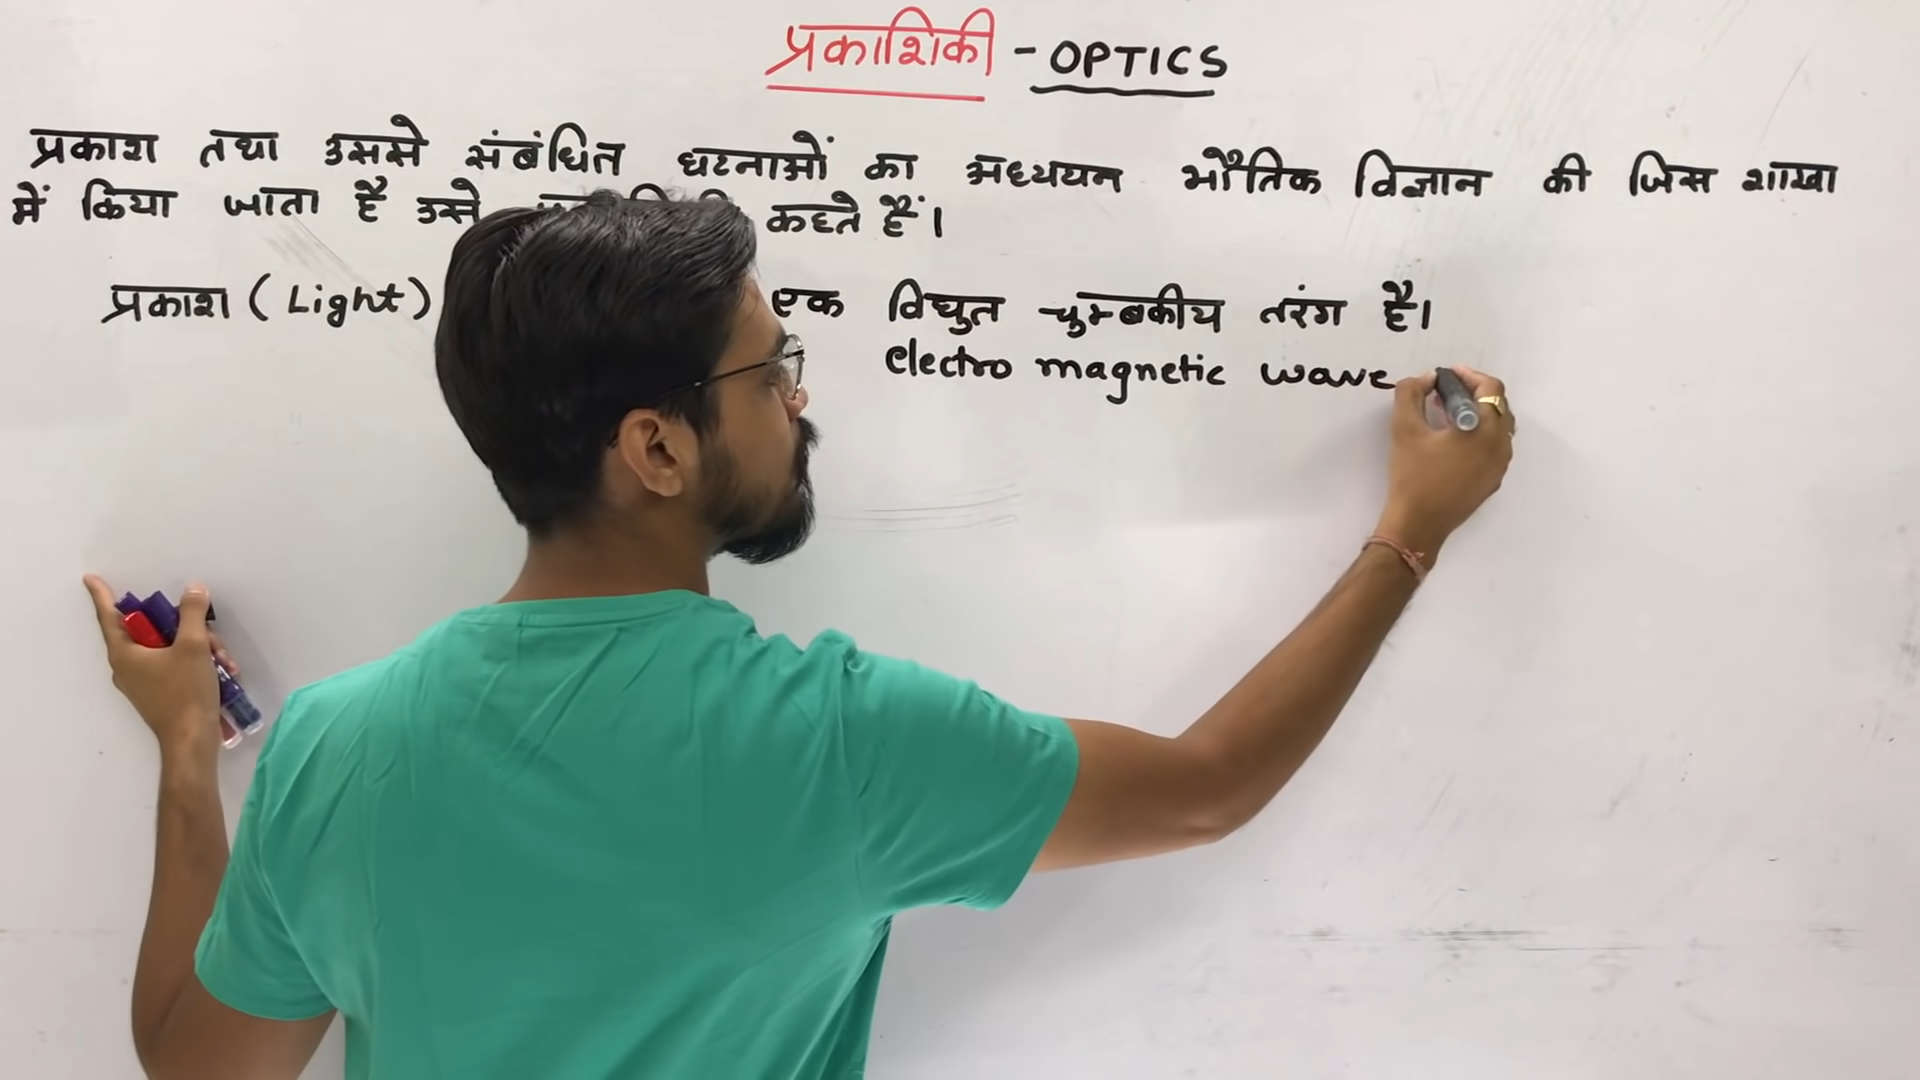 प्रकाशिकी - OPTICS
प्रकाश तथा उससे संबंधित घटनाओं का अध्ययन भौतिक विज्ञान की जिस शाखा
में किया जाता है उसे कहते हैं।
प्रकाश (Light) एक विद्युत चुम्बकीय तरंग है।
electro magnetic wave